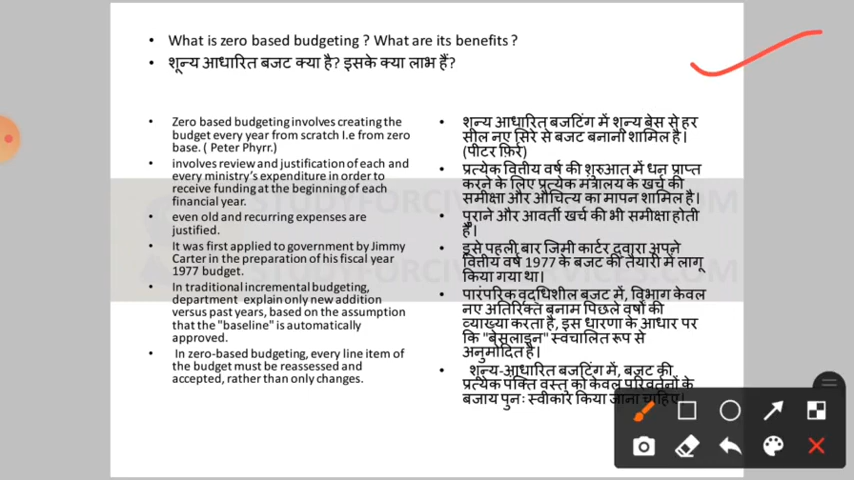 • What is zero based budgeting ? What are its benefits ?
• शून्य आधारित बजट क्या है? इसके क्या लाभ हैं?
• Zero based budgeting involves creating the
budget every year from scratch I.e from zero
base. ( Peter Phyrr.)
• involves review and justification of each and
every ministry's expenditure in order to
receive funding at the beginning of each
financial year.
• even old and recurring expenses are
justified.
• It was first applied to government by Jimmy
Carter in the preparation of his fiscal year
1977 budget.
• In traditional incremental budgeting,
department explain only new addition
versus past years, based on the assumption
that the "baseline" is automatically
approved.
• In zero-based budgeting, every line item of
the budget must be reassessed and
accepted, rather than only changes.
• शून्य आधारित बजटिंग में शून्य बेस से हर
सील नए सिरे से बजट बनाना शामिल है।
(पीटर फ़िर)
• प्रत्येक वित्तीय वर्ष की शुरुआत में धन प्राप्त
करने के लिए प्रत्येक मंत्रालय के खर्च की
समीक्षा और औचित्य का मापन शामिल है।
• पुराने और आवर्ती खर्च की भी समीक्षा होती
है।
• इसे पहली बार जिमी कार्टर द्वारा अपने
वित्तीय वर्ष 1977 के बजट की तैयारी में लागू
किया गया था।
• पारंपरिक वृद्धिशील बजट में, विभाग केवल
नए अतिरिक्त बनाम पिछले वर्षों की
व्याख्या करता है, इस धारणा के आधार पर
कि "बेसलाइन" स्वचालित रूप से
अनुमोदित है।
• शून्य-आधारित बजटिंग में, बजट की
प्रत्येक पंक्ति वस्तु को केवल परिवर्तनों के
बजाय पुनः स्वीकार किया जाना चाहिए।